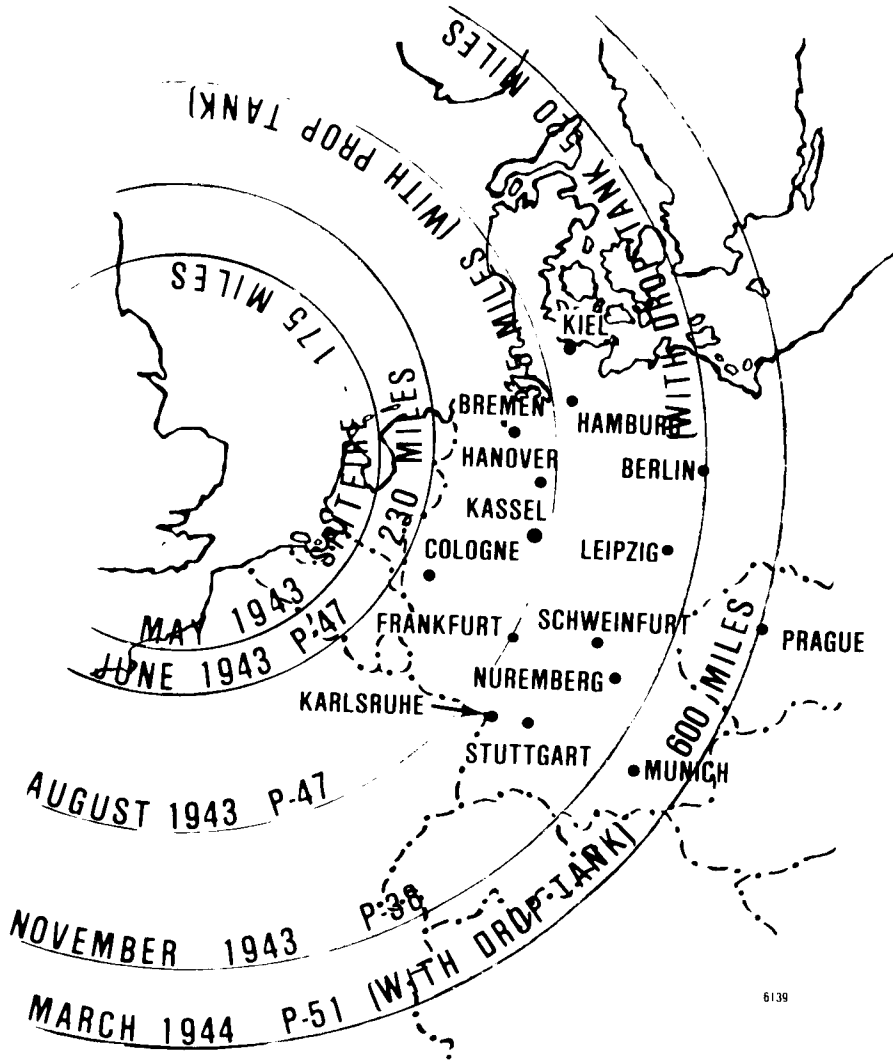 175 MILES
MAY 1943 SPITFIRE
230 MILES
JUNE 1943 P-47
375 MILES (WITH PROP TANK)
AUGUST 1943 P-47
520 MILES
(WITH DROP TANK
NOVEMBER 1943 P-38
600 MILES
MARCH 1944 P-51 (WITH DROP TANK)
KIEL
BREMEN
HAMBURG
HANOVER
BERLIN
KASSEL
COLOGNE
LEIPZIG
FRANKFURT
SCHWEINFURT
PRAGUE
NUREMBERG
KARLSRUHE
STUTTGART
MUNICH
6139